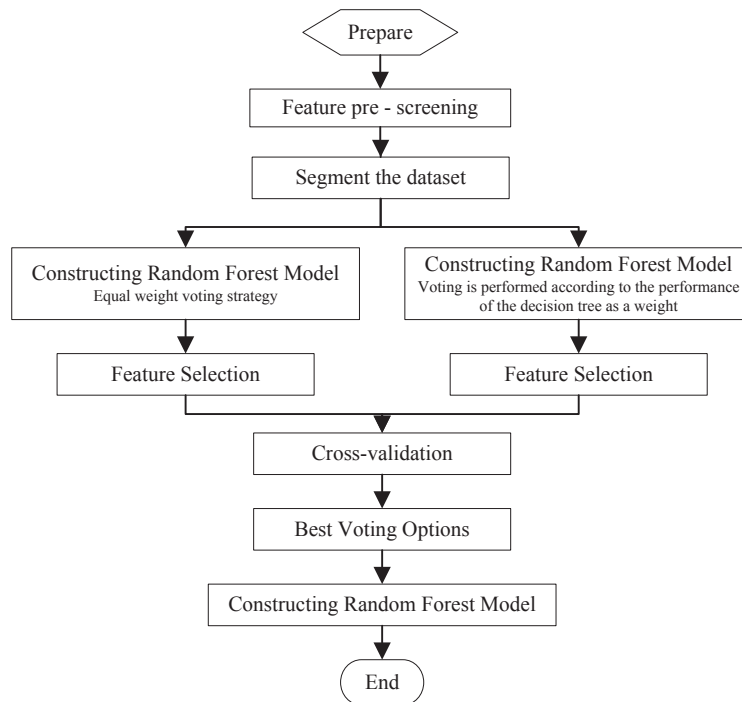 Prepare
Feature pre - screening
Segment the dataset
Constructing Random Forest Model
Equal weight voting strategy
Constructing Random Forest Model
Voting is performed according to the performance
of the decision tree as a weight
Feature Selection
Feature Selection
Cross-validation
Best Voting Options
Constructing Random Forest Model
End